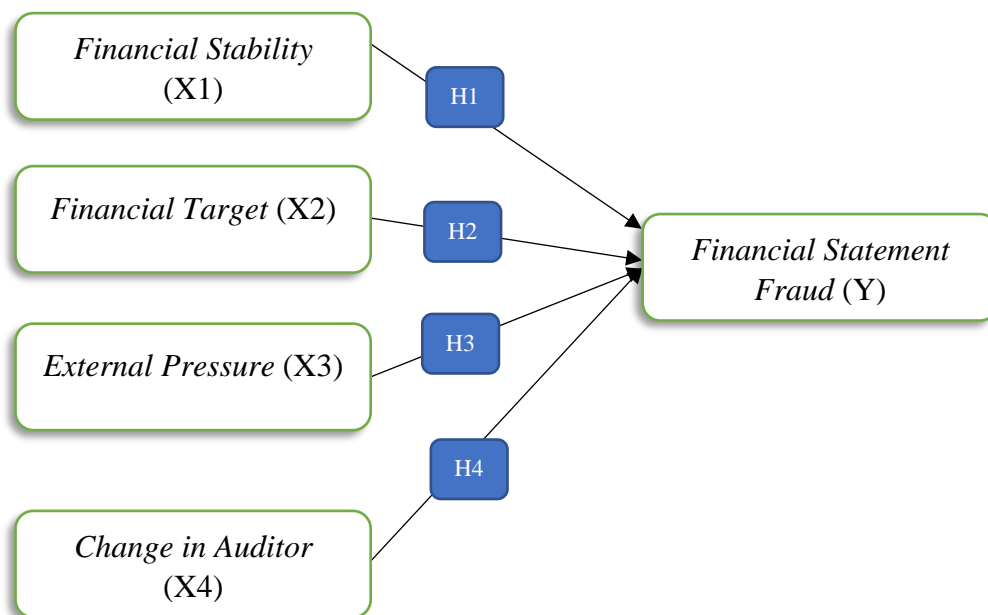 Financial Stability
(X1)
H1
Financial Target (X2)
H2
Financial Statement
Fraud (Y)
External Pressure (X3)
H3
H4
Change in Auditor
(X4)